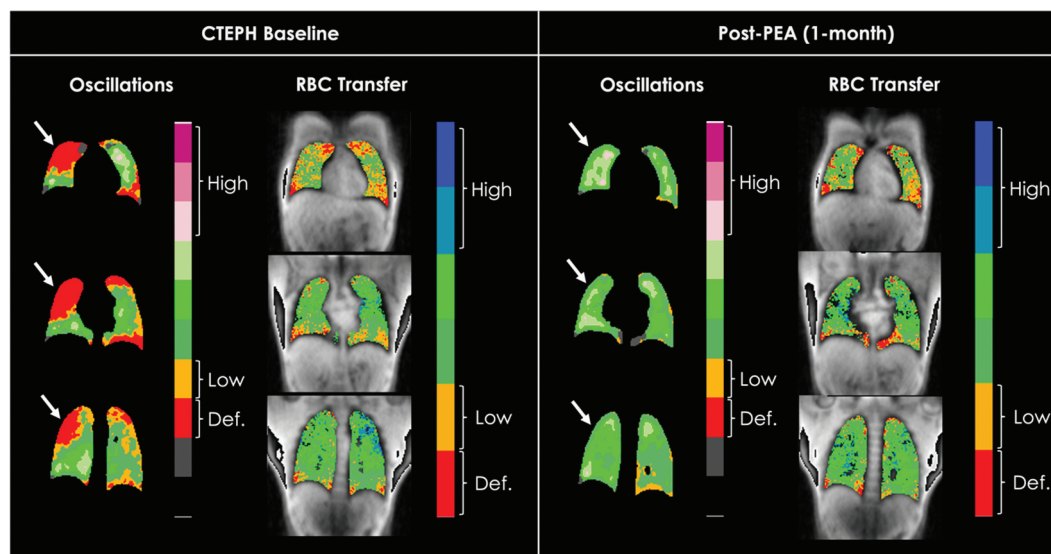 CTEPH Baseline
Post-PEA (1-month)
Oscillations
RBC Transfer
Oscillations
RBC Transfer
High
High
High
High
Low
Def.
Low
Def.
Low
Def.
Low
Def.